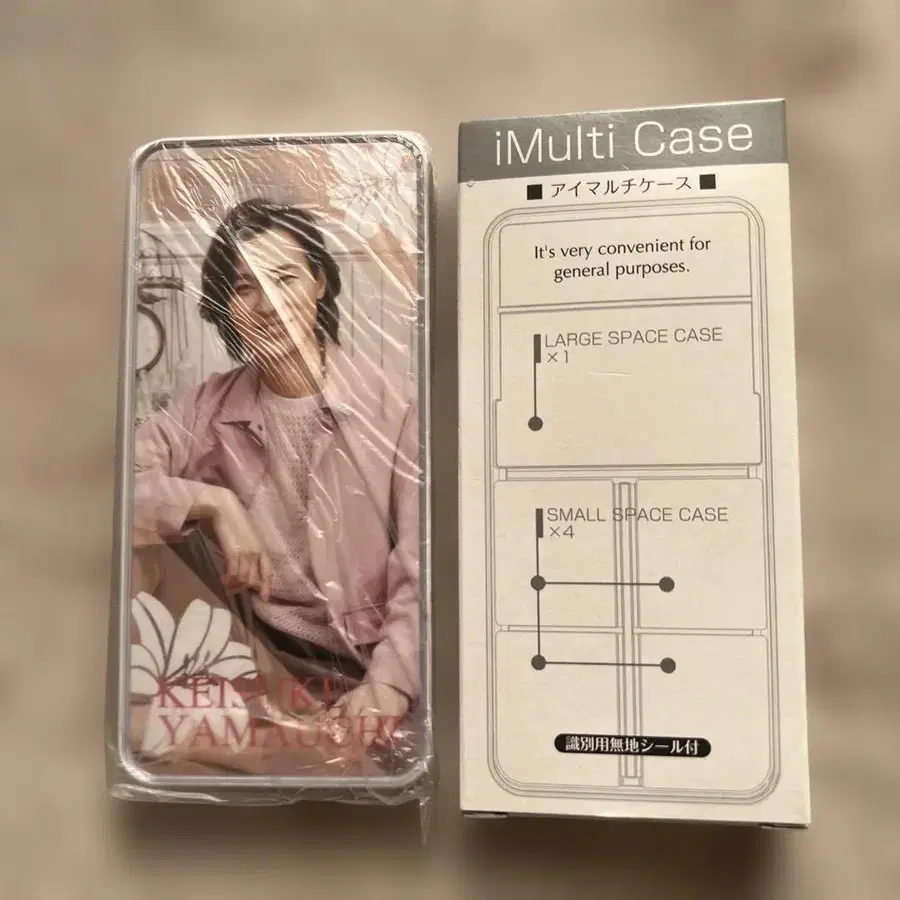 KEISUKE
YAMAUCHI
iMulti Case
■ アイマルチケース ■
It's very convenient for
general purposes.
LARGE SPACE CASE
×1
SMALL SPACE CASE
×4
識別用無地シール付